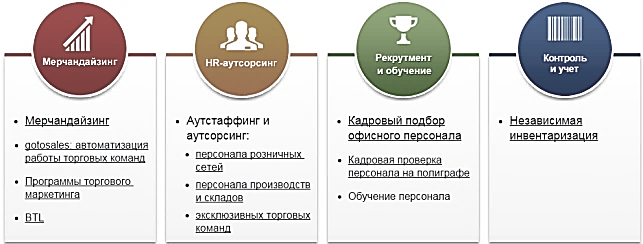 Мерчандайзинг
HR-аутсорсинг
Рекрутмент
и обучение
Контроль
и учет
Мерчандайзинг
gotosales: автоматизация
работы торговых команд
Программы торгового
маркетинга
BTL
Аутстаффинг и
аутсорсинг:
персонала розничных
сетей
персонала производств
и складов
эксклюзивных торговых
команд
Кадровый подбор
офисного персонала
Кадровая проверка
персонала на полиграфе
Обучение персонала
Независимая
инвентаризация